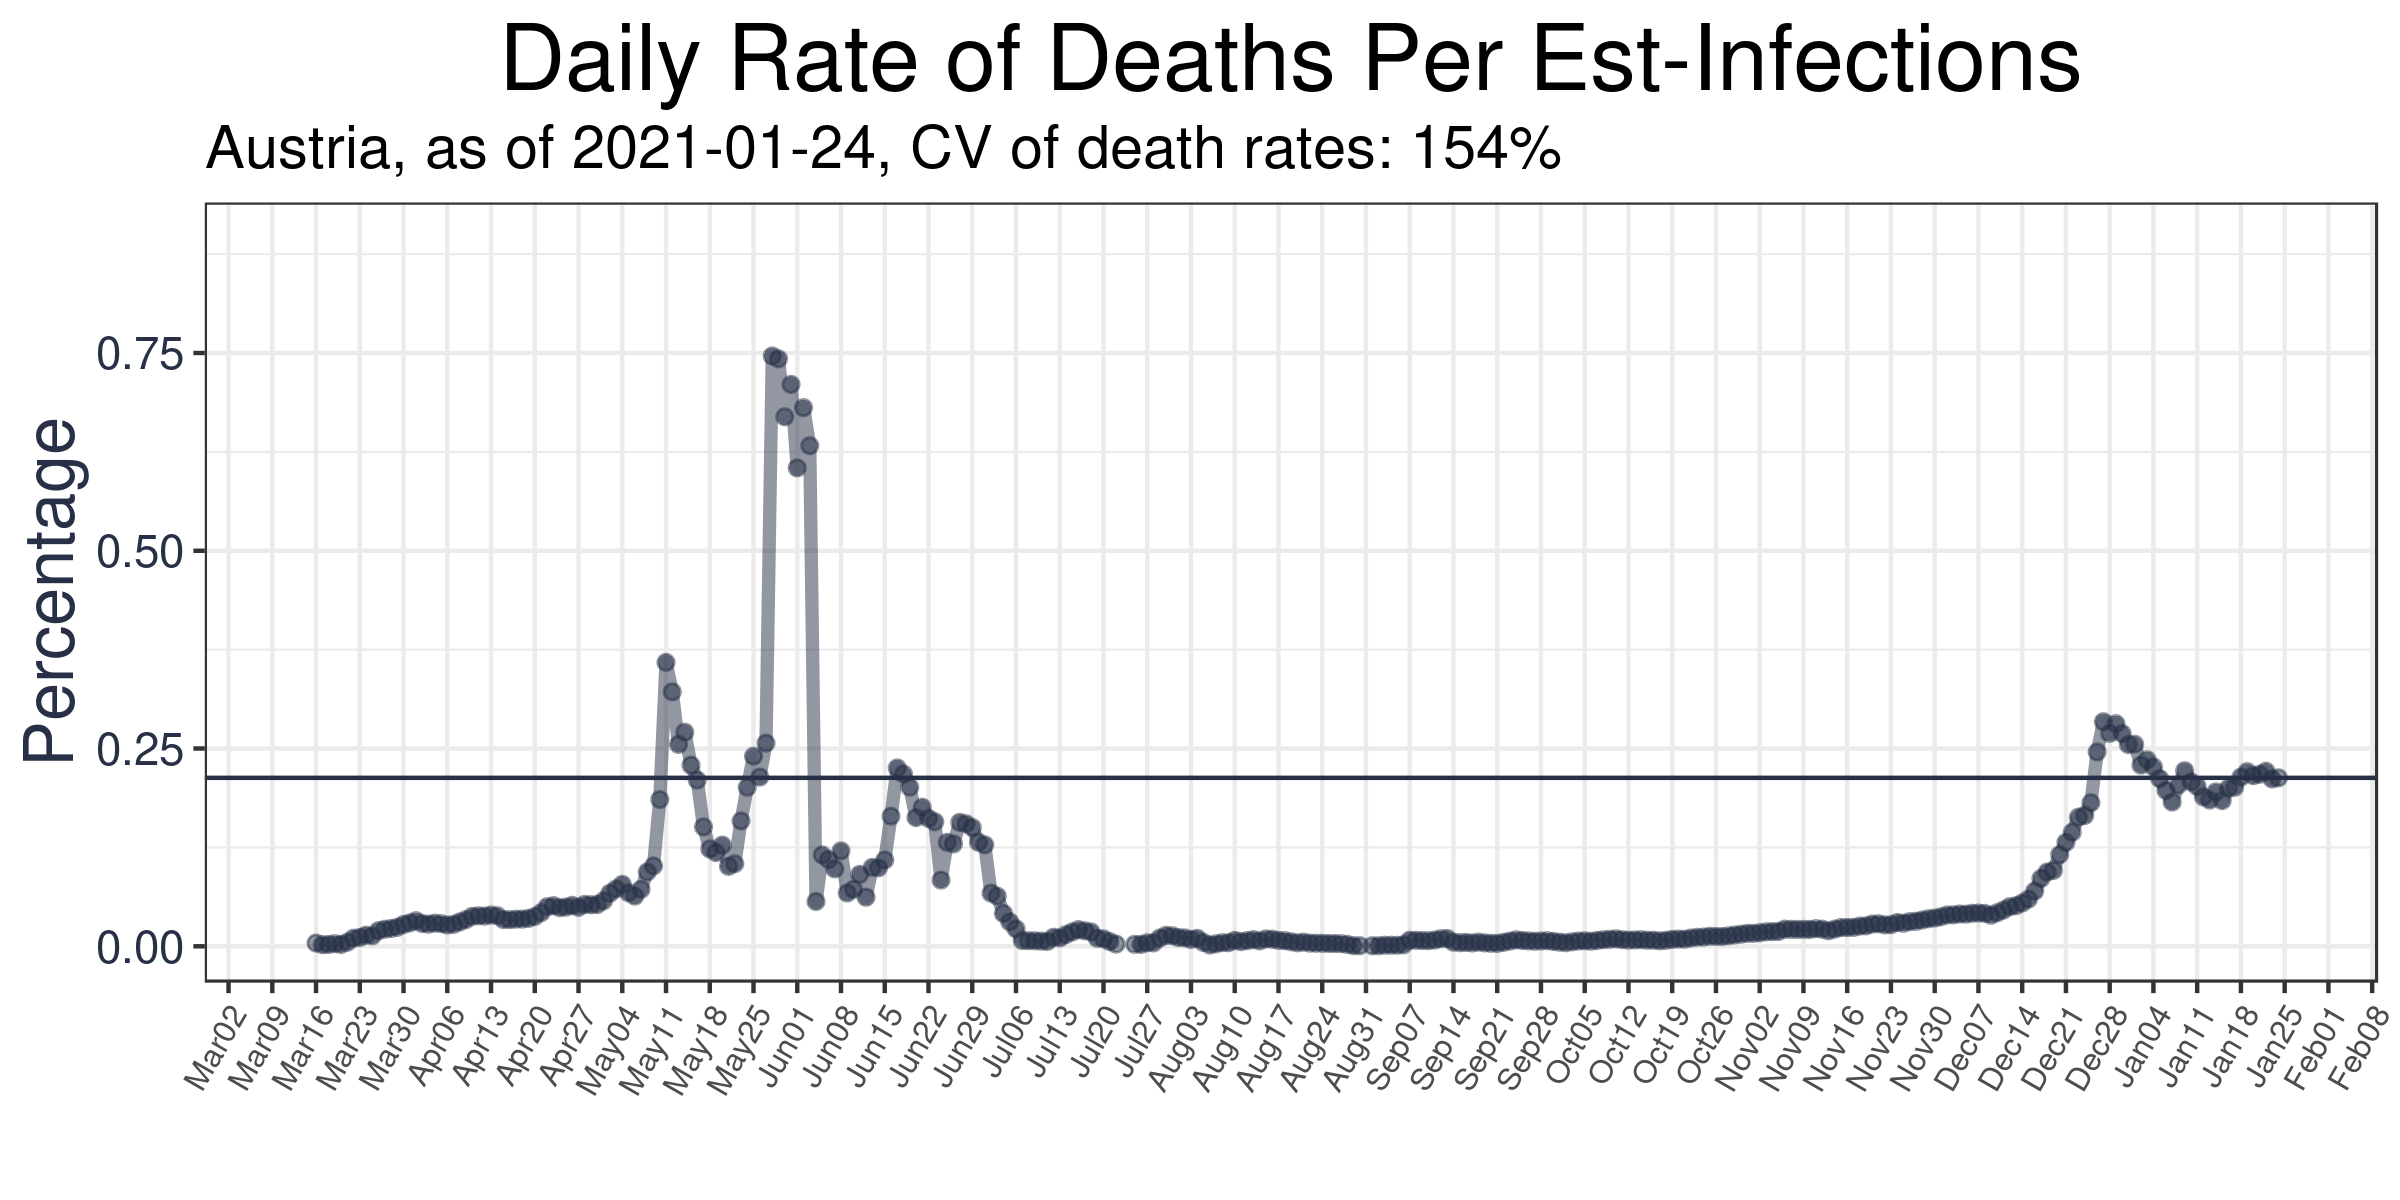 Daily Rate of Deaths Per Est-Infections
Austria, as of 2021-01-24, CV of death rates: 154%
Percentage
0.75
0.50
0.25
0.00
Mar02 Mar09 Mar16 Mar23 Mar30 Apr06 Apr13 Apr20 Apr27 May04 May11 May18 May25 Jun01 Jun08 Jun15 Jun22 Jun29 Jul06 Jul13 Jul20 Jul27 Aug03 Aug10 Aug17 Aug24 Aug31 Sep07 Sep14 Sep21 Sep28 Oct05 Oct12 Oct19 Oct26 Nov02 Nov09 Nov16 Nov23 Nov30 Dec07 Dec14 Dec21 Dec28 Jan04 Jan11 Jan18 Jan25 Feb01 Feb08